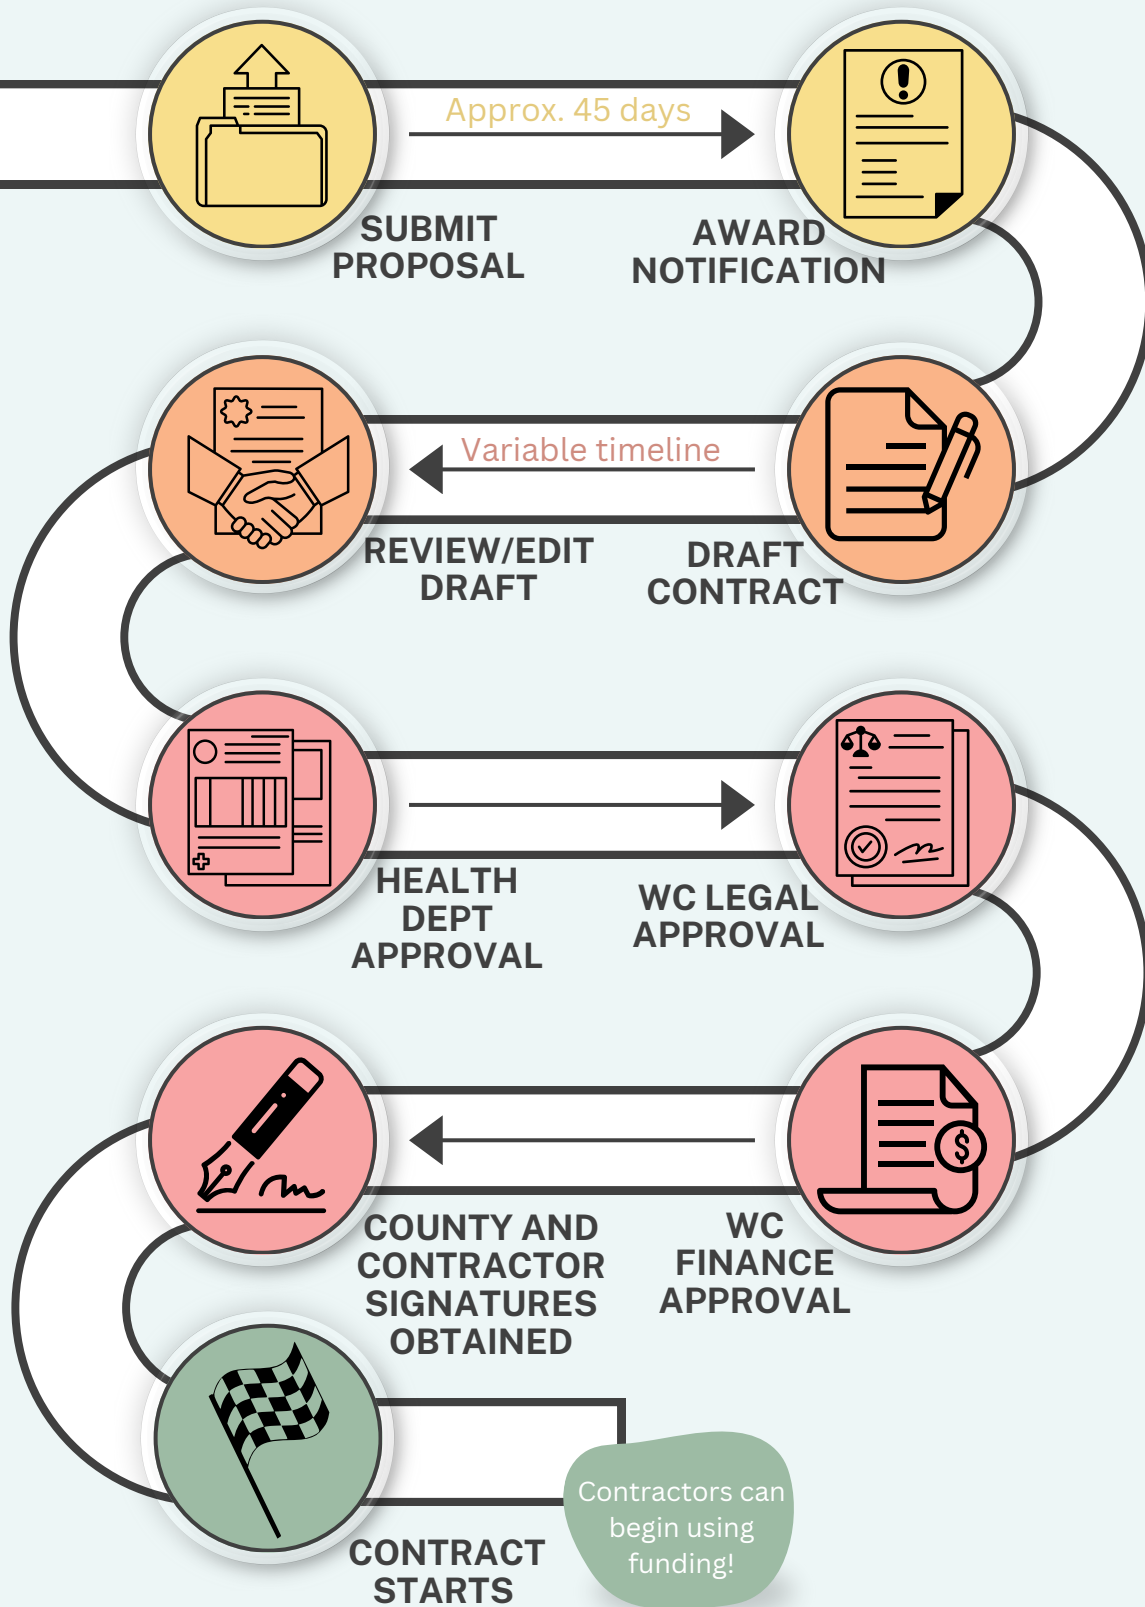 Approx. 45 days
SUBMIT
PROPOSAL
AWARD
NOTIFICATION
Variable timeline
DRAFT
CONTRACT
REVIEW/EDIT
DRAFT
HEALTH
DEPT
APPROVAL
WC LEGAL
APPROVAL
WC
FINANCE
APPROVAL
COUNTY AND
CONTRACTOR
SIGNATURES
OBTAINED
CONTRACT
STARTS
Contractors can
begin using
funding!